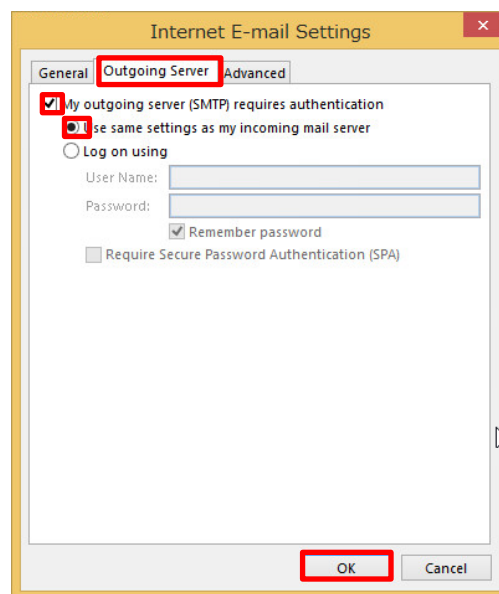 Internet E-mail Settings
General Outgoing Server Advanced
My outgoing server (SMTP) requires authentication
Use same settings as my incoming mail server
Log on using
User Name:
Password:
Remember password
Require Secure Password Authentication (SPA)
OK Cancel